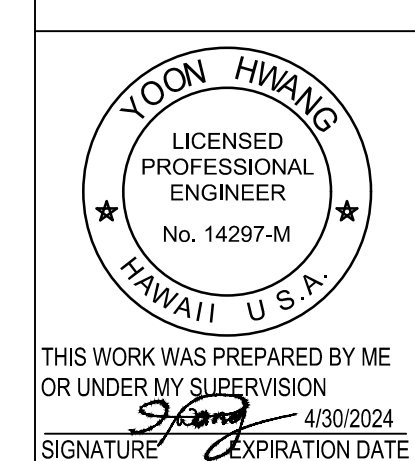 YOON HWANG
LICENSED
PROFESSIONAL
ENGINEER
No. 14297-M
HAWAII U.S.A.
THIS WORK WAS PREPARED BY ME
OR UNDER MY SUPERVISION
4/30/2024
SIGNATURE EXPIRATION DATE